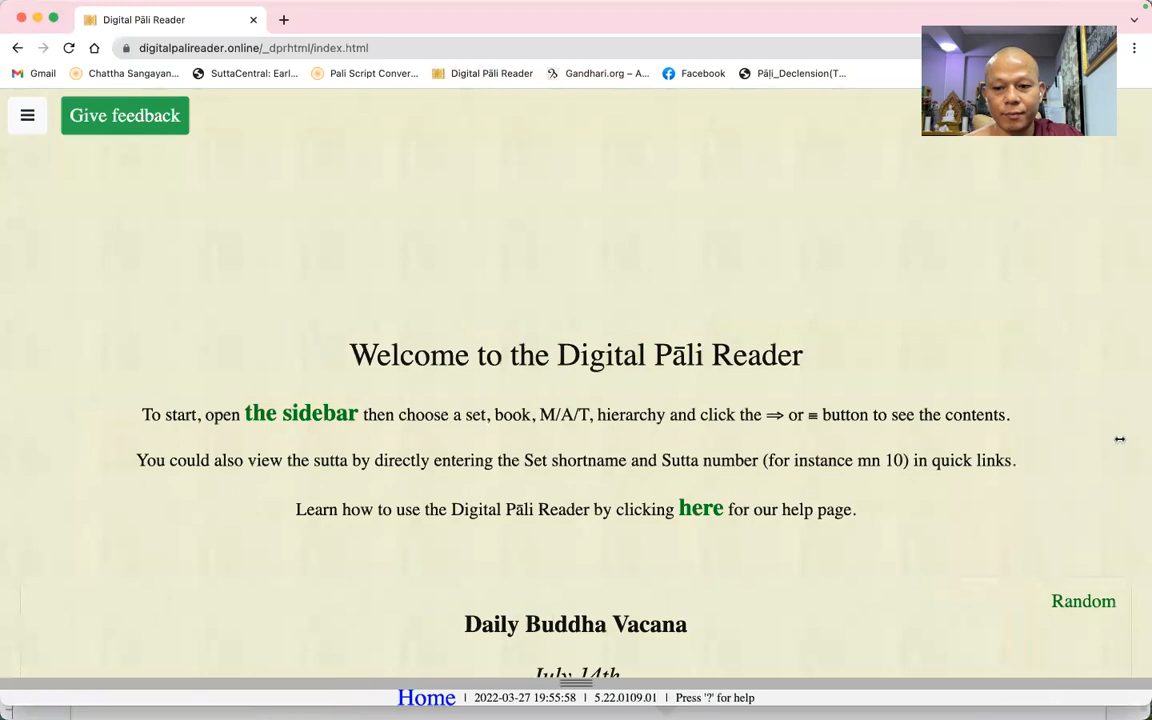 Digital Pāli Reader
digitalpalireader.online/_dprhtml/index.html
Gmail
Chattha Sangayan...
SuttaCentral: Earl...
Pali Script Conver...
Digital Pāli Reader
Gandhari.org – A...
Facebook
Pāḷi_Declension(T...
Give feedback
Welcome to the Digital Pāli Reader
To start, open the sidebar then choose a set, book, M/A/T, hierarchy and click the ⇒ or ≡ button to see the contents.
You could also view the sutta by directly entering the Set shortname and Sutta number (for instance mn 10) in quick links.
Learn how to use the Digital Pāli Reader by clicking here for our help page.
Random
Daily Buddha Vacana
July 14th
Home | 2022-03-27 19:55:58 | 5.22.0109.01 | Press '?' for help